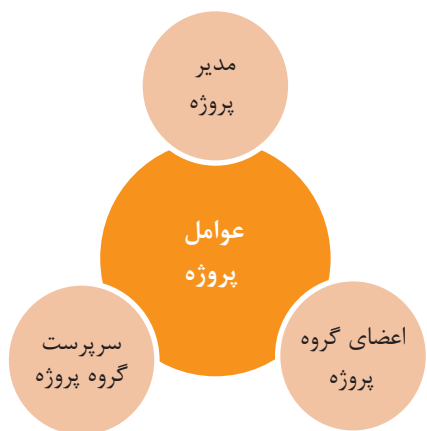 مدیر
پروژه
عوامل
پروژه
اعضای گروه
پروژه
سرپرست
گروه پروژه